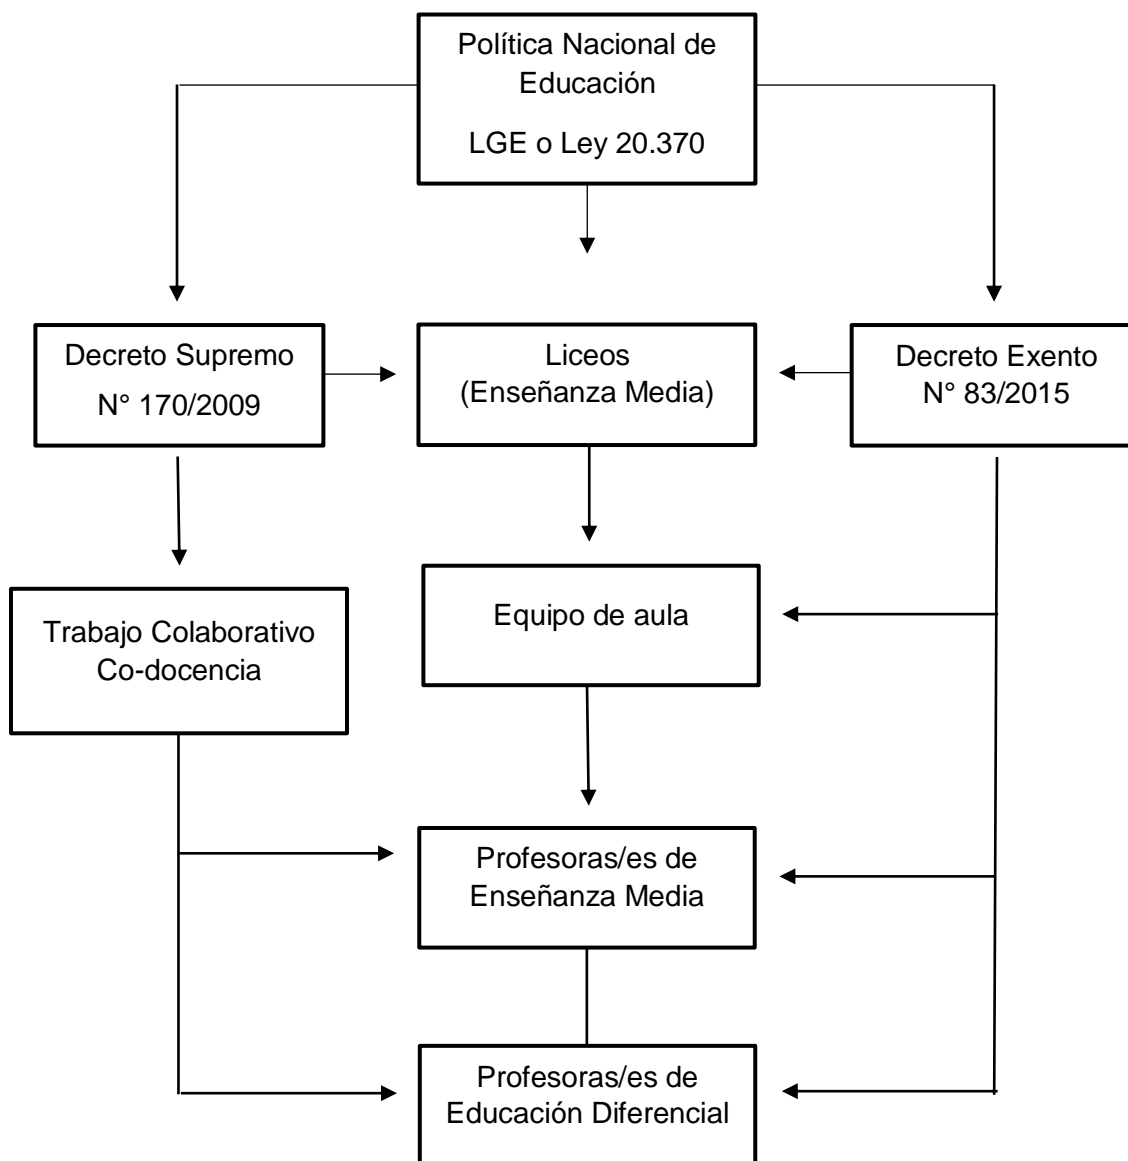 Política Nacional de
Educación
LGE o Ley 20.370
Decreto Supremo
N° 170/2009
Liceos
(Enseñanza Media)
Decreto Exento
N° 83/2015
Trabajo Colaborativo
Co-docencia
Equipo de aula
Profesoras/es de
Enseñanza Media
Profesoras/es de
Educación Diferencial